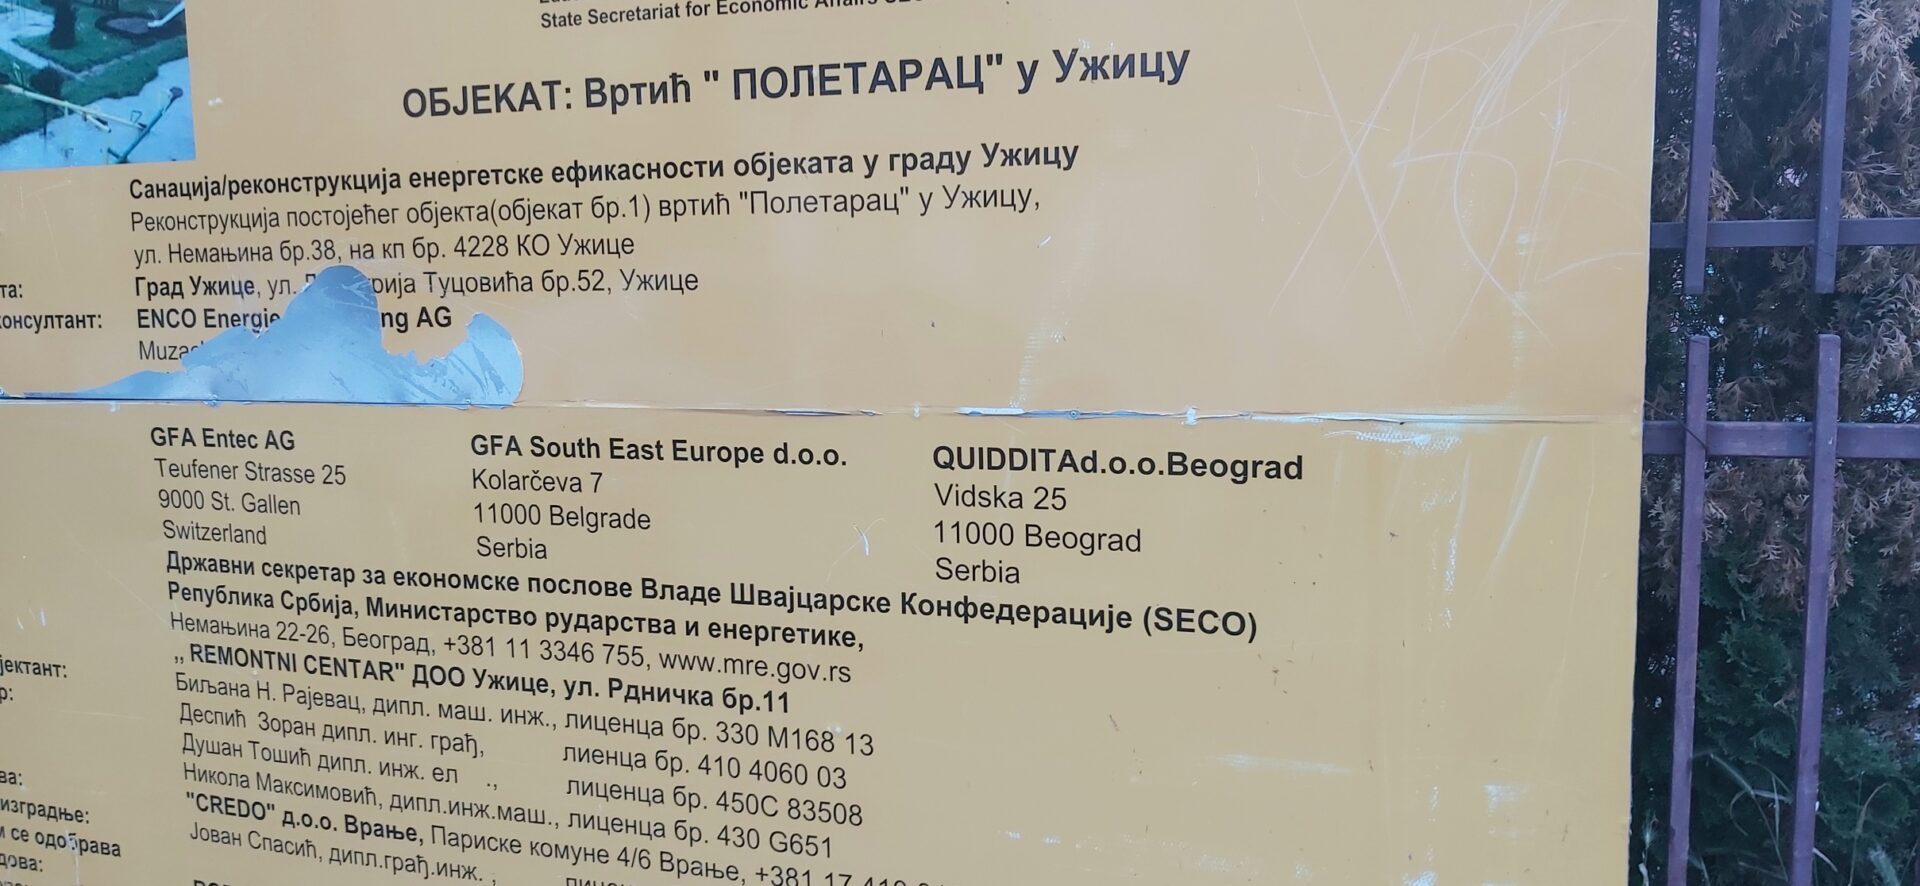 State Secretariat for Economic Affairs
ОБЈЕКАТ: Вртић " ПОЛЕТАРАЦ" у Ужицу
Санација/реконструкција енергетске ефикасности објеката у граду Ужицу
Реконструкција постојећег објекта(објекат бр.1) вртић "Полетарац" у Ужицу,
ул. Немањина бр.38, на кп бр. 4228 КО Ужице
та: Град Ужице, ул. рија Туцовића бр.52, Ужице
онсултант: ENCO Energie ng AG
GFA Entec AG
Teufener Strasse 25
9000 St. Gallen
Switzerland
GFA South East Europe d.o.o.
Kolarčeva 7
11000 Belgrade
Serbia
QUIDDITAd.o.o.Beograd
Vidska 25
11000 Beograd
Serbia
Државни секретар за економске послове Владе Швајцарске Конфедерације (SECO)
Република Србија, Министарство рударства и енергетике,
Немањина 22-26, Београд, +381 11 3346 755, www.mre.gov.rs
јектант: ,, REMONTNI CENTAR" ДОО Ужице, ул. Рдничка бр.11
р: Биљана Н. Рајевац, дипл. маш. инж., лиценца бр. 330 М168 13
Деспић Зоран дипл. инг. грађ, лиенца бр. 410 4060 03
Душан Тошић дипл. инж. ел ., лиценца бр. 450С 83508
Никола Максимовић, дипл.инж.маш., лиценца бр. 430 G651
ва: "CREDO" д.о.о. Врање, Париске комуне 4/6 Врање, +381 17
изградње: Јован Спасић, дипл.грађ.инж. ,
се одобрава
дова: